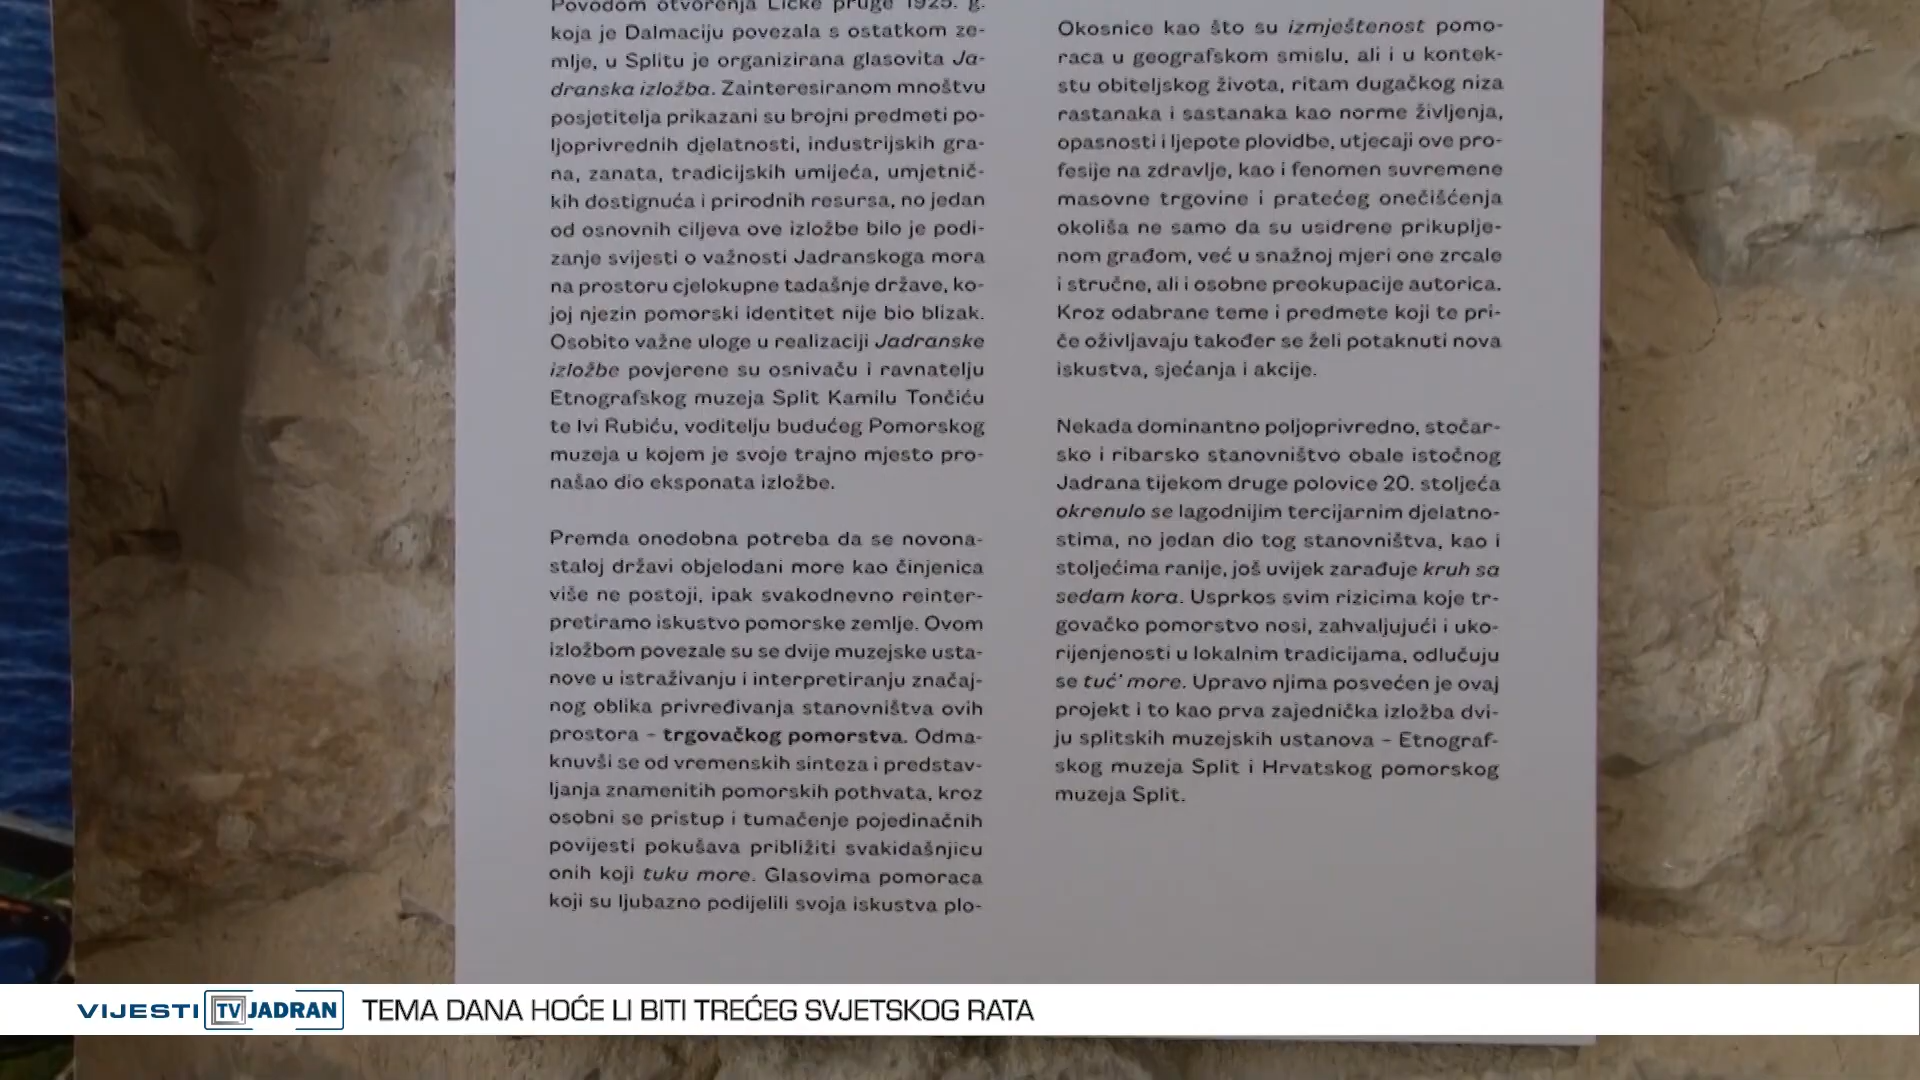 Povodom otvorenja Ličke pruge 1925. g.
koja je Dalmaciju povezala s ostatkom ze-
mlje, u Splitu je organizirana glasovita Ja-
dranska izložba. Zainteresiranom mnoštvu
posjetitelja prikazani su brojni predmeti po-
ljoprivrednih djelatnosti, industrijskih gra-
na, zanata, tradicijskih umijeća, umjetnič-
kih dostignuća i prirodnih resursa, no jedan
od osnovnih ciljeva ove izložbe bilo je podi-
zanje svijesti o važnosti Jadranskoga mora
na prostoru cjelokupne tadašnje države, ko-
joj njezin pomorski identitet nije bio blizak.
Osobito važne uloge u realizaciji Jadranske
izložbe povjerene su osnivaču i ravnatelju
Etnografskog muzeja Split Kamilu Tončiću
te Ivi Rubiću, voditelju budućeg Pomorskog
muzeja u kojem je svoje trajno mjesto pro-
našao dio eksponata izložbe.
Premda onodobna potreba da se novona-
staloj državi objelodani more kao činjenica
više ne postoji, ipak svakodnevno reinter-
pretiramo iskustvo pomorske zemlje. Ovom
izložbom povezale su se dvije muzejske usta-
nove u istraživanju i interpretiranju značaj-
nog oblika privređivanja stanovništva ovih
prostora - trgovačkog pomorstva. Odma-
knuvši se od vremenskih sinteza i predstav-
ljanja znamenitih pomorskih pothvata, kroz
osobni se pristup i tumačenje pojedinačnih
povijesti pokušava približiti svakidašnjicu
onih koji tuku more. Glasovima pomoraca
koji su ljubazno podijelili svoja iskustva plo-
Okosnice kao što su izmještenost pomo-
raca u geografskom smislu, ali i u kontek-
stu obiteljskog života, ritam dugačkog niza
rastanaka i sastanaka kao norme življenja,
opasnosti i ljepote plovidbe, utjecaji ove pro-
fesije na zdravlje, kao i fenomen suvremene
masovne trgovine i pratećeg onečišćenja
okoliša ne samo da su usidrene prikuplje-
nom građom, već u snažnoj mjeri one zrcale
i stručne, ali i osobne preokupacije autorica.
Kroz odabrane teme i predmete koji te pri-
če oživljavaju također se želi potaknuti nova
iskustva, sjećanja i akcije.
Nekada dominantno poljoprivredno, stočar-
sko i ribarsko stanovništvo obale istočnog
Jadrana tijekom druge polovice 20. stoljeća
okrenulo se lagodnijim tercijarnim djelatno-
stima, no jedan dio tog stanovništva, kao i
stoljećima ranije, još uvijek zarađuje kruh sa
sedam kora. Usprkos svim rizicima koje tr-
govačko pomorstvo nosi, zahvaljujući i uko-
rijenjenosti u lokalnim tradicijama, odlučuju
se tuć' more. Upravo njima posvećen je ovaj
projekt i to kao prva zajednička izložba dvi-
ju splitskih muzejskih ustanova – Etnograf-
skog muzeja Split i Hrvatskog pomorskog
muzeja Split.
VIJESTI TV JADRAN TEMA DANA HOĆE LI BITI TREĆEG SVJETSKOG RATA